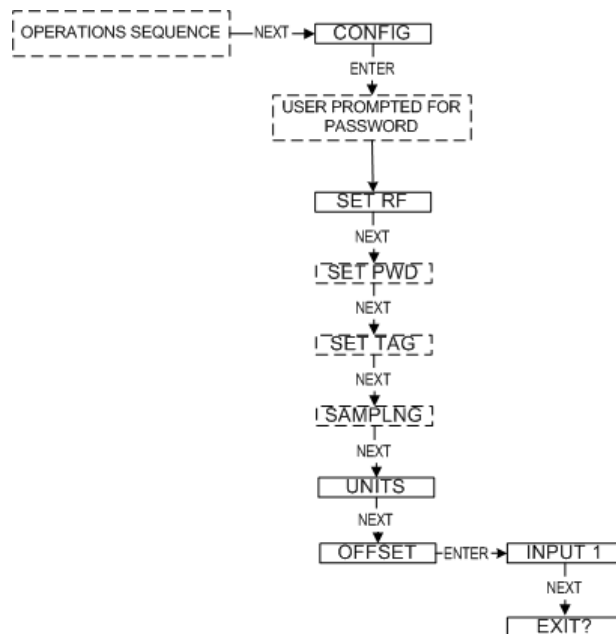 OPERATIONS SEQUENCE
NEXT
CONFIG
ENTER
USER PROMPTED FOR
PASSWORD
SET RF
NEXT
SET PWD
NEXT
SET TAG
NEXT
SAMPLNG
NEXT
UNITS
NEXT
OFFSET
ENTER
INPUT 1
NEXT
EXIT?